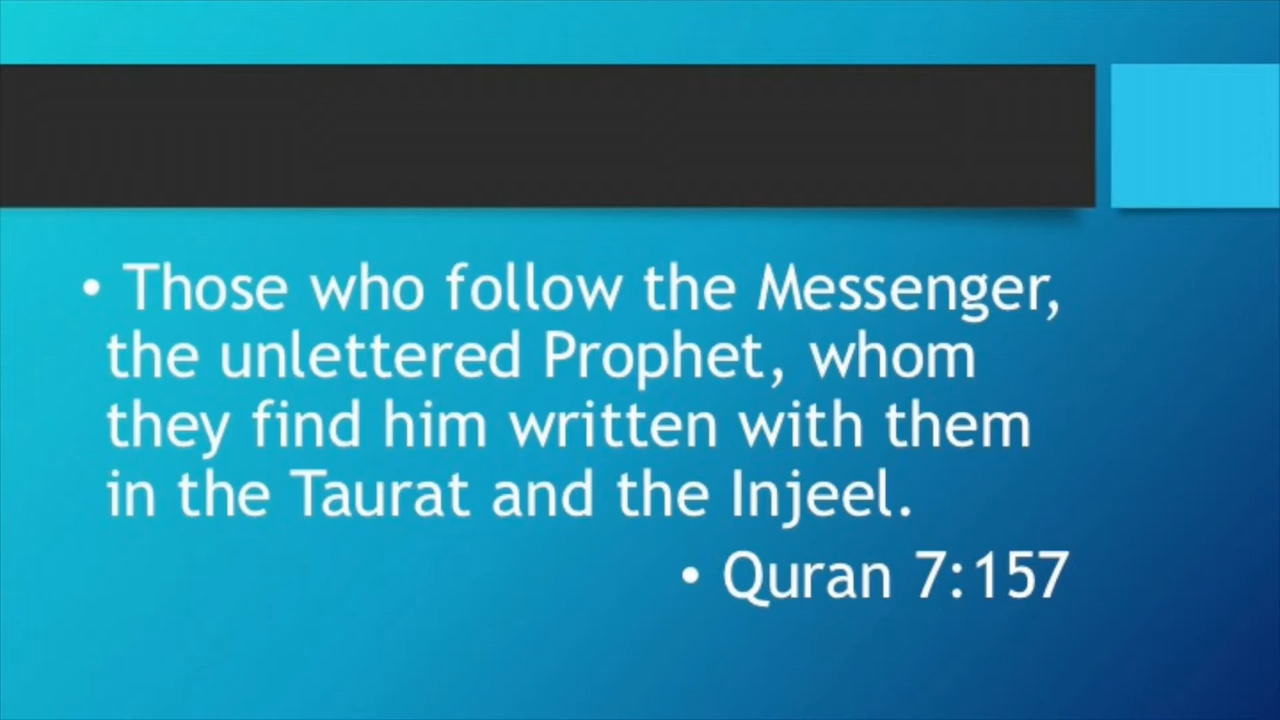 • Those who follow the Messenger,
the unlettered Prophet, whom
they find him written with them
in the Taurat and the Injeel.
• Quran 7:157